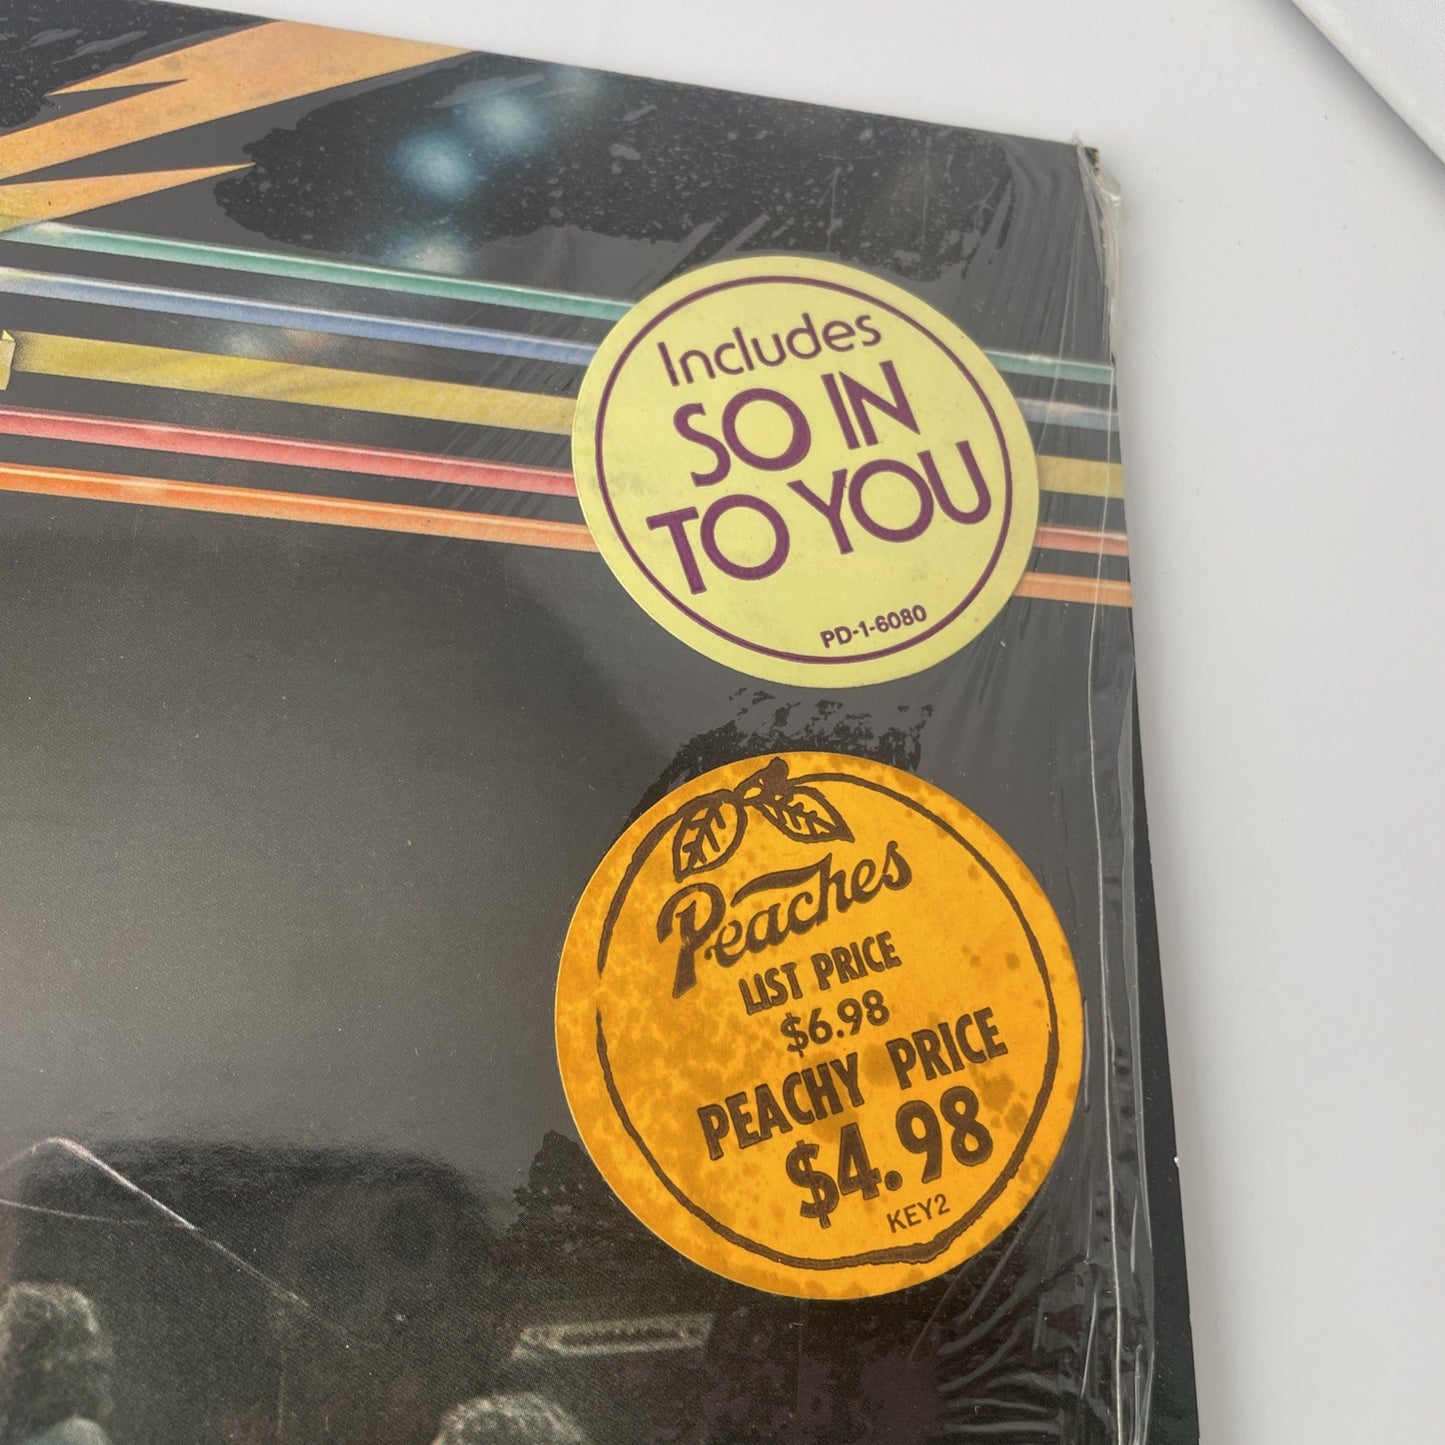 Includes
SO IN
TO YOU
PD-1-6080
Peaches
LIST PRICE
$6.98
PEACHY PRICE
$4.98
KEY2